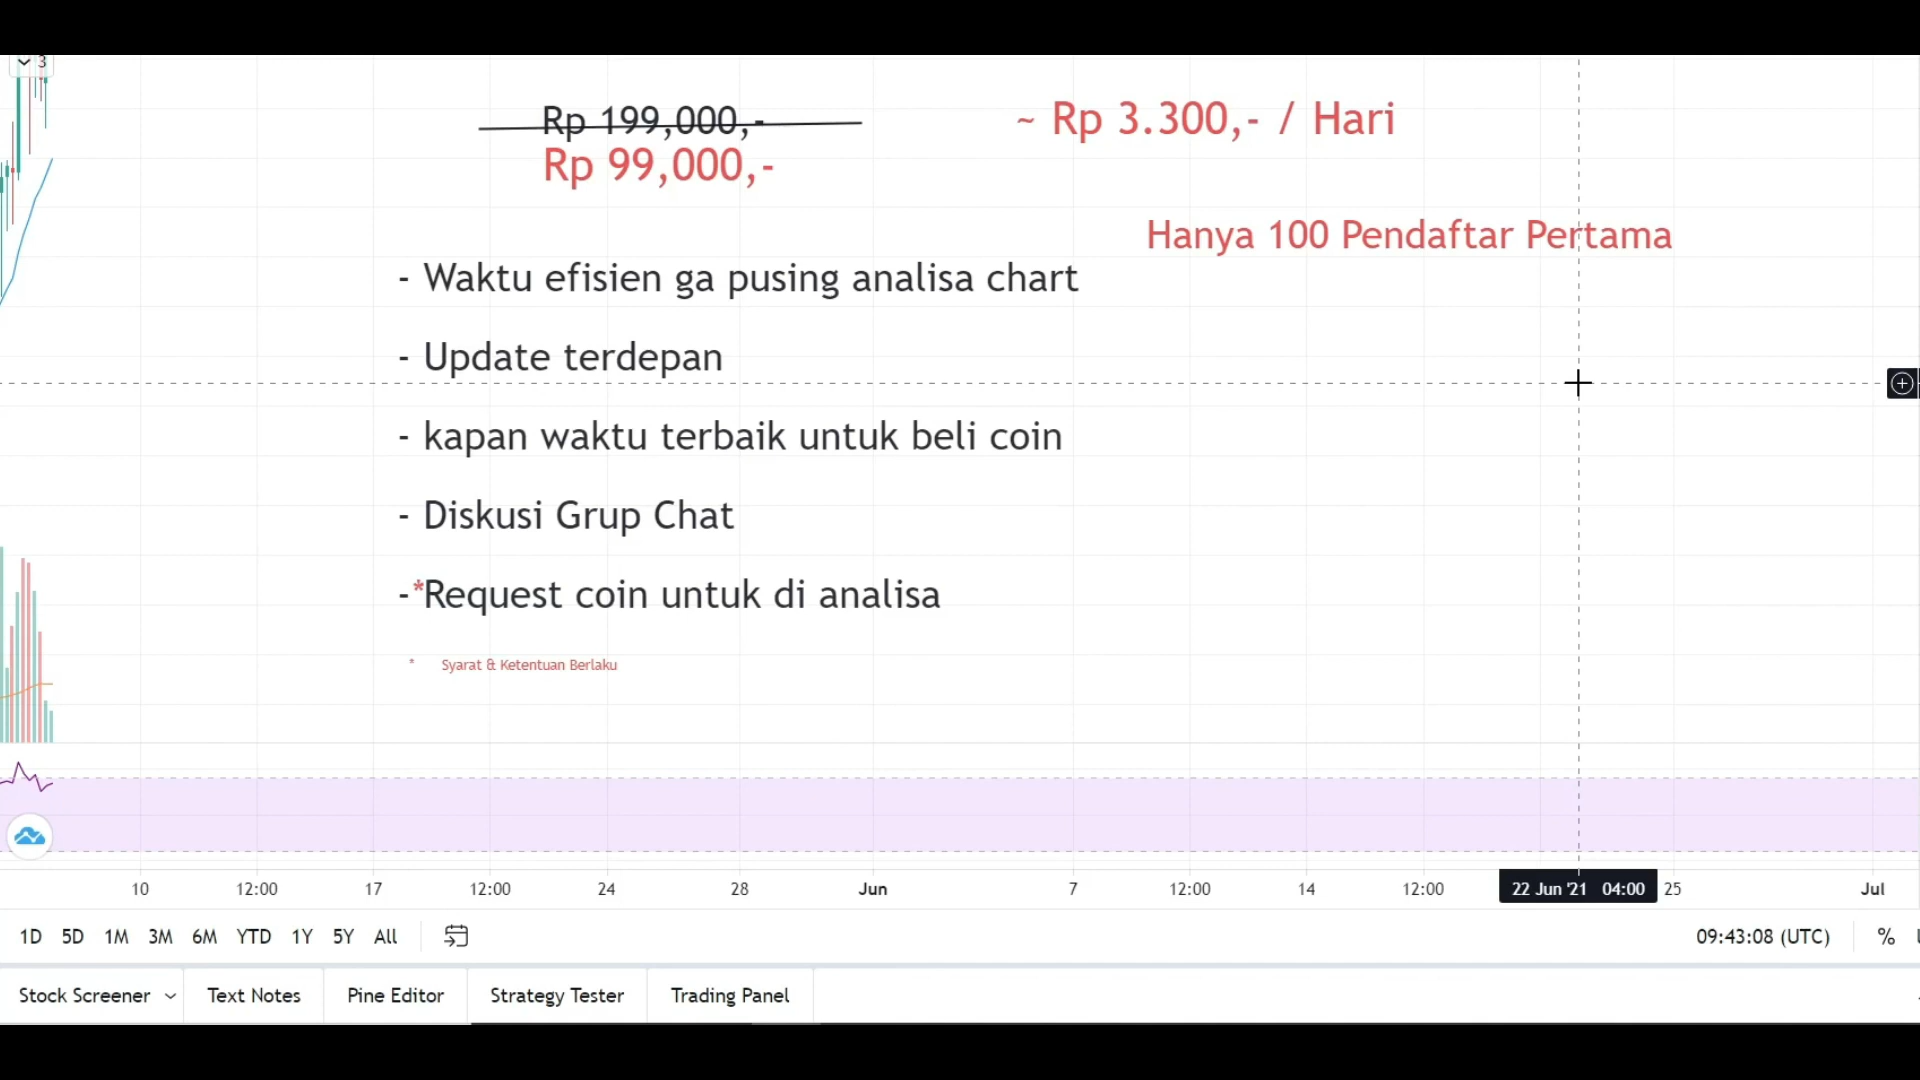 3
Rp 199,000,-
Rp 99,000,-
~ Rp 3.300,- / Hari
Hanya 100 Pendaftar Pertama
- Waktu efisien ga pusing analisa chart
- Update terdepan
- kapan waktu terbaik untuk beli coin
- Diskusi Grup Chat
-*Request coin untuk di analisa
* Syarat & Ketentuan Berlaku
10 12:00 17 12:00 24 28 Jun 7 12:00 14 12:00 22 Jun '21 04:00 25 Jul
1D 5D 1M 3M 6M YTD 1Y 5Y All 09:43:08 (UTC) %
Stock Screener Text Notes Pine Editor Strategy Tester Trading Panel